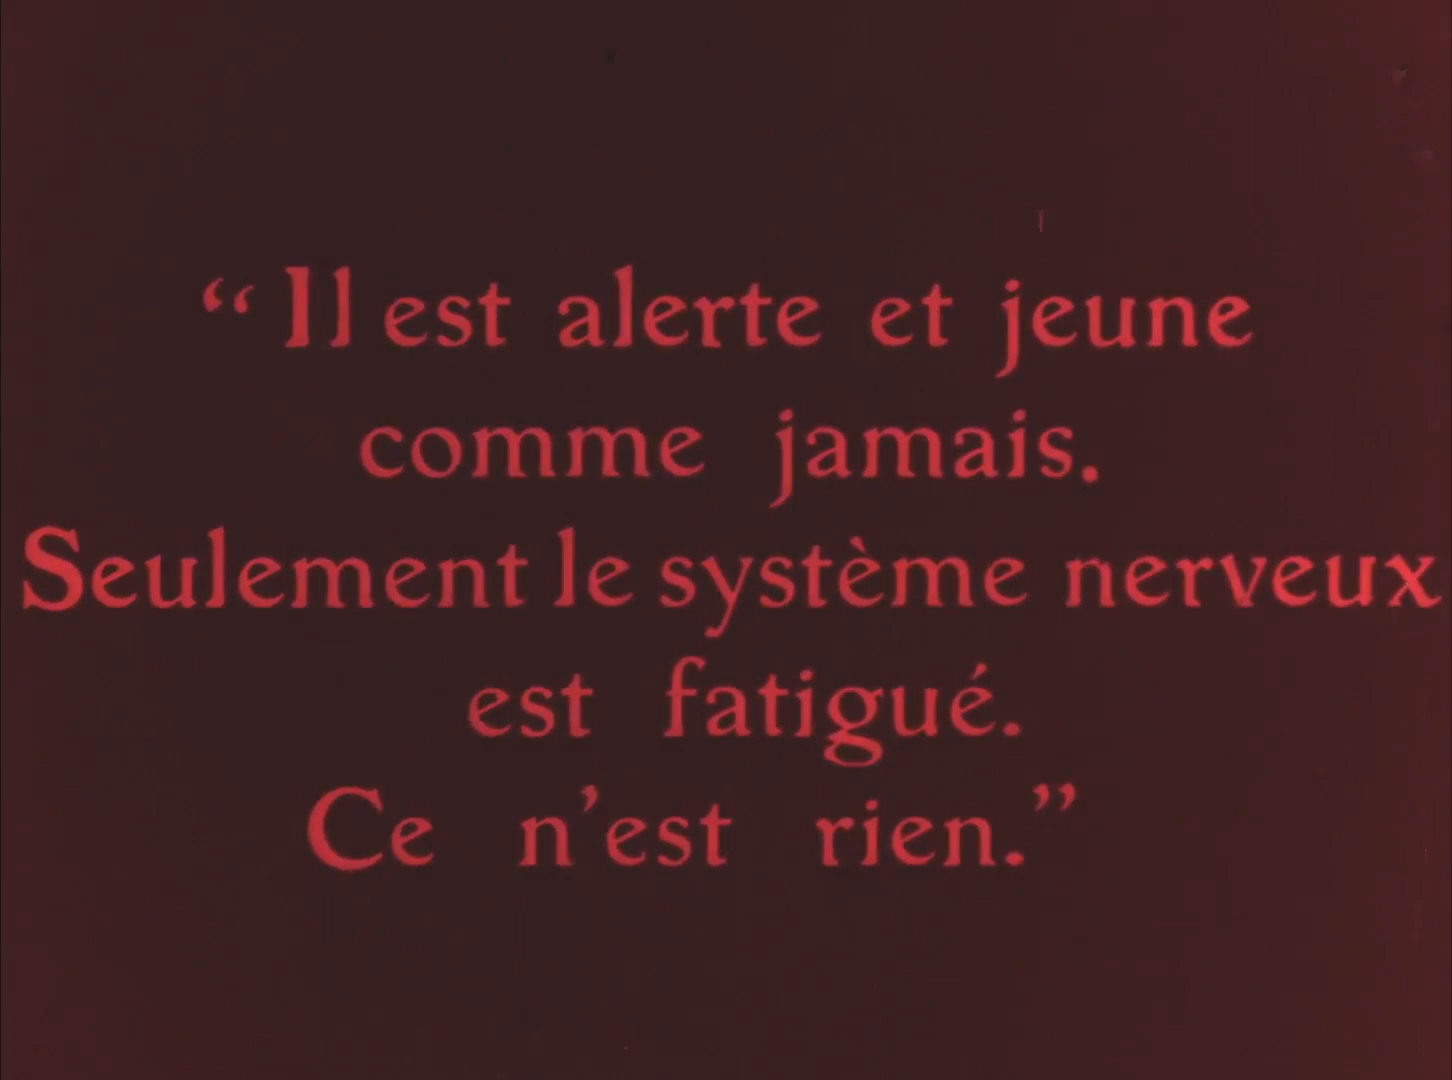 “Il est alerte et jeune
comme jamais.
Seulement le système nerveux
est fatigué.
Ce n’est rien.”